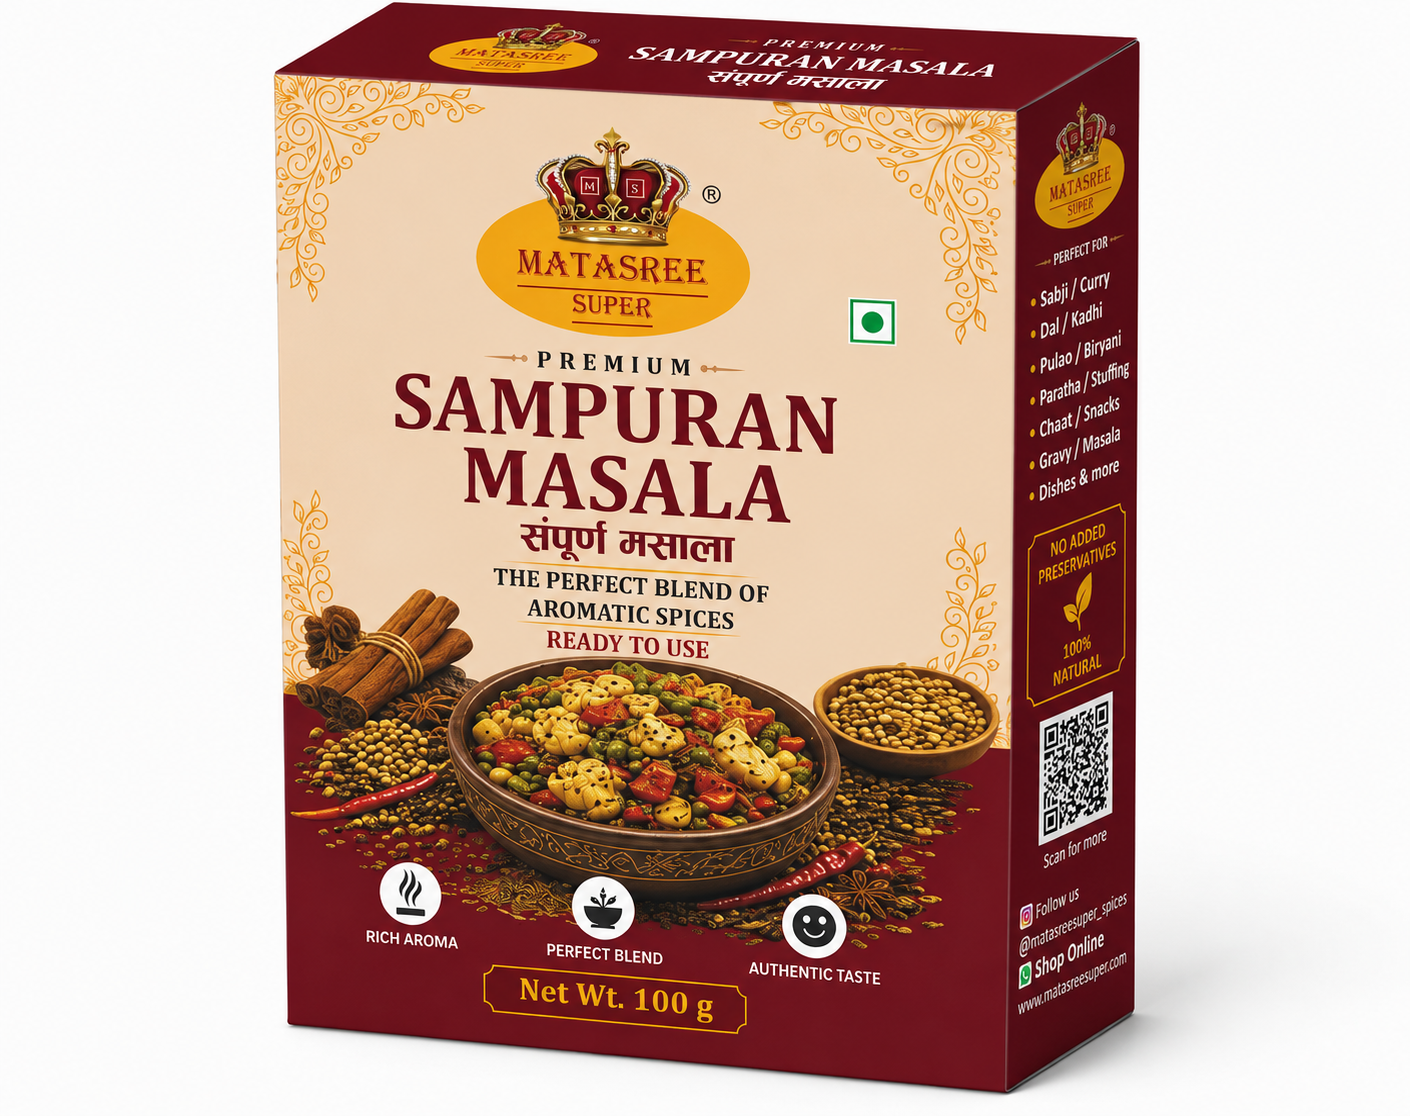 MATASREE
SUPER
®
PREMIUM
SAMPURAN MASALA
संपूर्ण मसाला
M S
®
MATASREE
SUPER
PREMIUM
SAMPURAN
MASALA
संपूर्ण मसाला
THE PERFECT BLEND OF
AROMATIC SPICES
READY TO USE
RICH AROMA
PERFECT BLEND
AUTHENTIC TASTE
Net Wt. 100 g
®
MATASREE
SUPER
PERFECT FOR
• Sabji / Curry
• Dal / Kadhi
• Pulao / Biryani
• Paratha / Stuffing
• Chaat / Snacks
• Gravy / Masala
• Dishes & more
NO ADDED
PRESERVATIVES
100%
NATURAL
Scan for more
Follow us
@matasreesuper_spices
Shop Online
www.matasreesuper.com